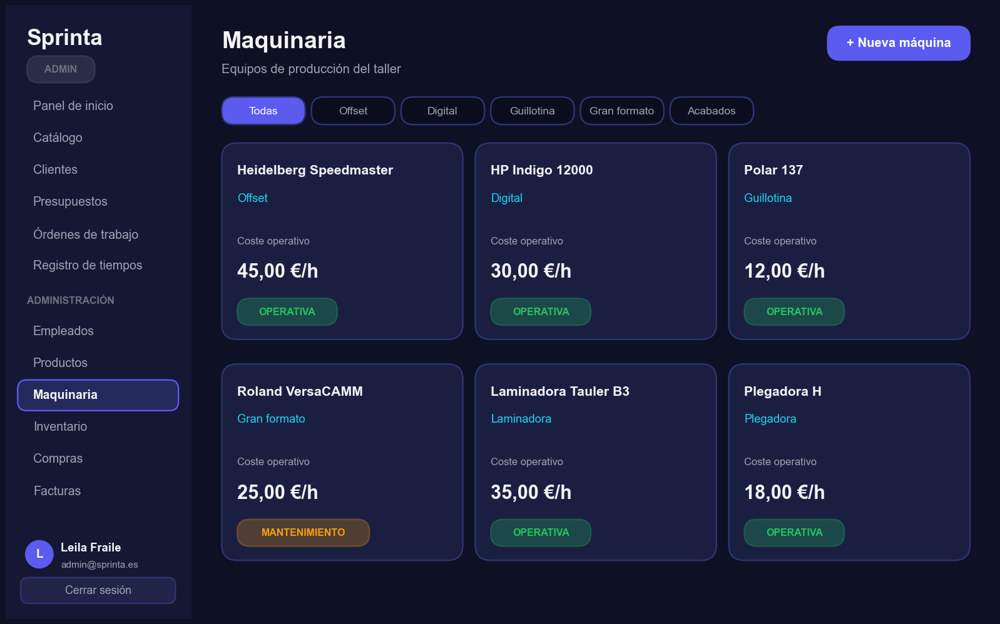 Sprinta
ADMIN
Panel de inicio
Catálogo
Clientes
Presupuestos
Órdenes de trabajo
Registro de tiempos
ADMINISTRACIÓN
Empleados
Productos
Maquinaria
Inventario
Compras
Facturas
L
Leila Fraile
admin@sprinta.es
Cerrar sesión
Maquinaria
Equipos de producción del taller
+ Nueva máquina
Todas
Offset
Digital
Guillotina
Gran formato
Acabados
Heidelberg Speedmaster
Offset
Coste operativo
45,00 €/h
OPERATIVA
HP Indigo 12000
Digital
Coste operativo
30,00 €/h
OPERATIVA
Polar 137
Guillotina
Coste operativo
12,00 €/h
OPERATIVA
Roland VersaCAMM
Gran formato
Coste operativo
25,00 €/h
MANTENIMIENTO
Laminadora Tauler B3
Laminadora
Coste operativo
35,00 €/h
OPERATIVA
Plegadora H
Plegadora
Coste operativo
18,00 €/h
OPERATIVA